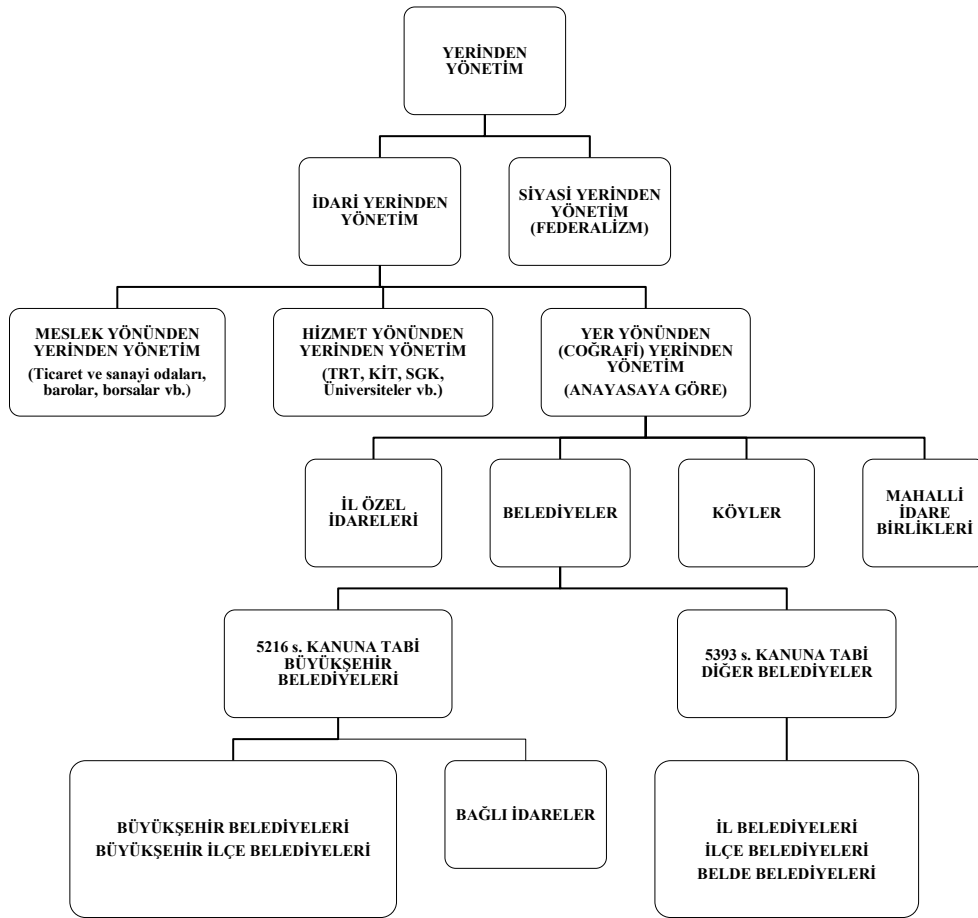 YERİNDEN
YÖNETİM
İDARİ YERİNDEN
YÖNETİM
SİYASİ YERİNDEN
YÖNETİM
(FEDERALİZM)
MESLEK YÖNÜNDEN
YERİNDEN YÖNETİM
(Ticaret ve sanayi odaları,
barolar, borsalar vb.)
HİZMET YÖNÜNDEN
YERİNDEN YÖNETİM
(TRT, KİT, SGK,
Üniversiteler vb.)
YER YÖNÜNDEN
(COĞRAFİ) YERİNDEN
YÖNETİM
(ANAYASAYA GÖRE)
İL ÖZEL
İDARELERİ
BELEDİYELER
KÖYLER
MAHALLİ
İDARE
BİRLİKLERİ
5216 s. KANUNA TABİ
BÜYÜKŞEHİR
BELEDİYELERİ
5393 s. KANUNA TABİ
DİĞER BELEDİYELER
BÜYÜKŞEHİR BELEDİYELERİ
BÜYÜKŞEHİR İLÇE BELEDİYELERİ
BAĞLI İDARELER
İL BELEDİYELERİ
İLÇE BELEDİYELERİ
BELDE BELEDİYELERİ